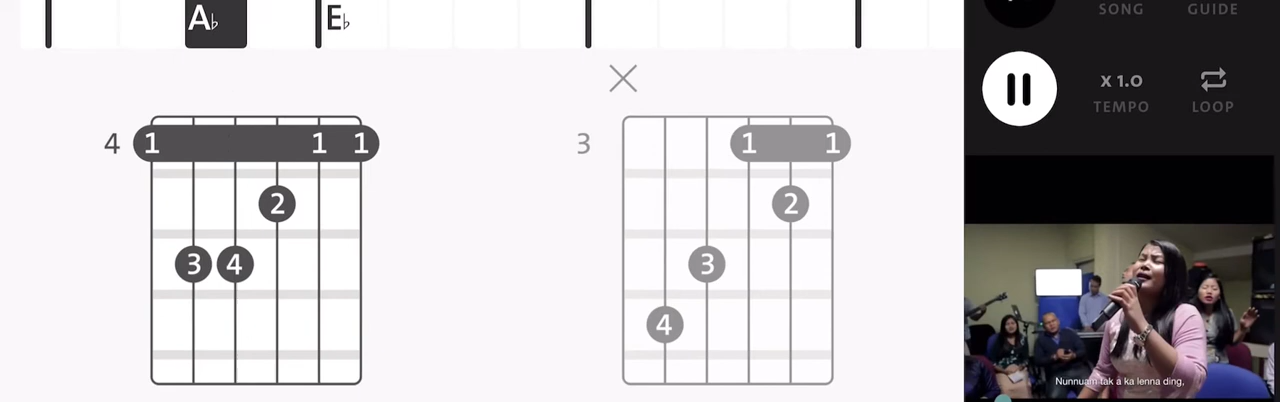 A♭ E♭
SONG GUIDE
x 1.0
TEMPO LOOP
4 1 1 1
2
3 4
3 1 1
2
3
4
Nunnuam tak a ka lenna ding,